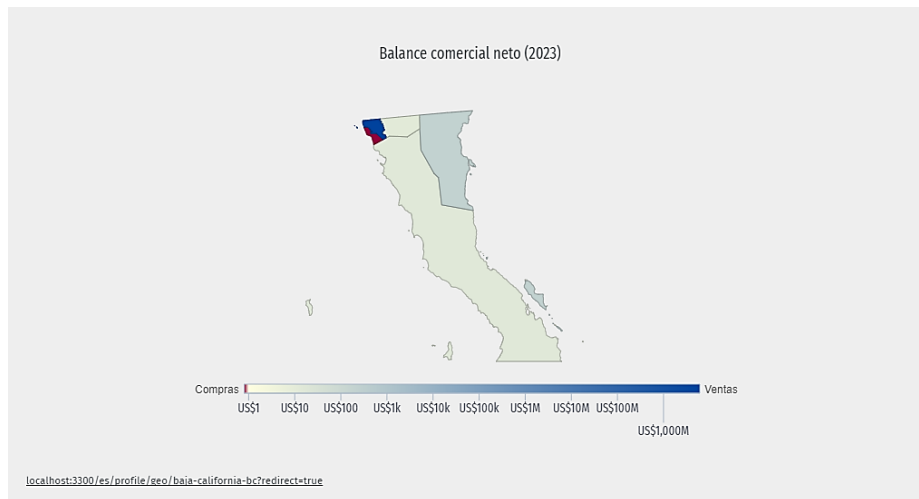 Balance comercial neto (2023)
Compras Ventas
US$1 US$10 US$100 US$1k US$10k US$100k US$1M US$10M US$100M
US$1,000M
localhost:3300/es/profile/geo/baja-california-bc?redirect=true